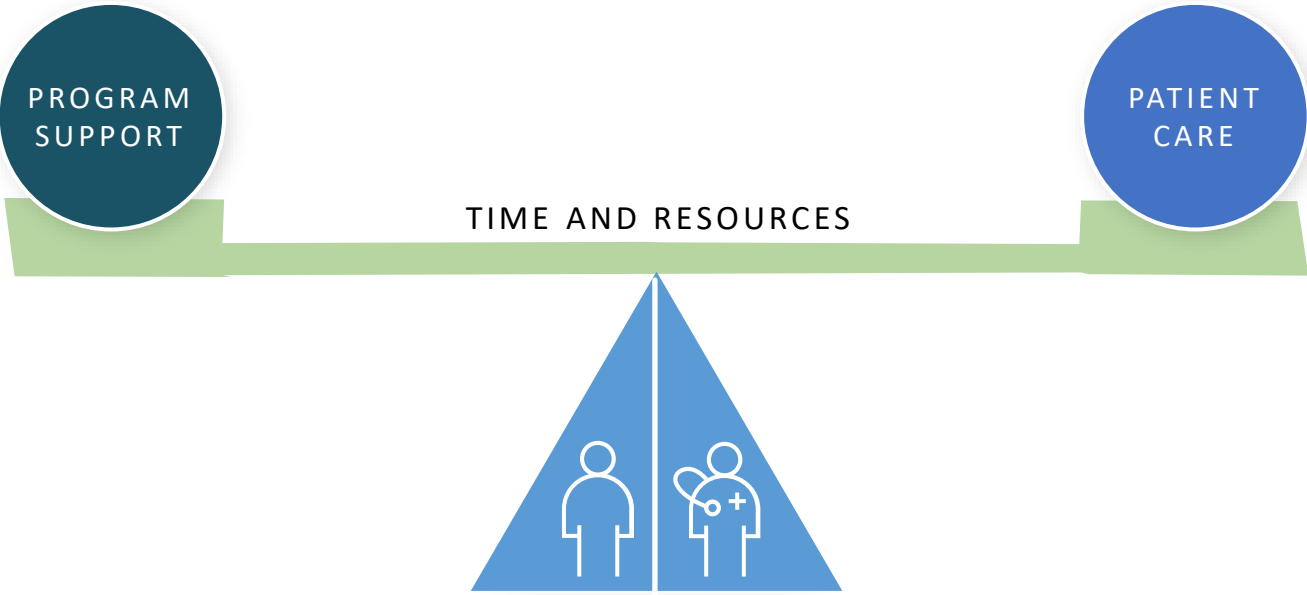 PROGRAM
SUPPORT
PATIENT
CARE
TIME AND RESOURCES